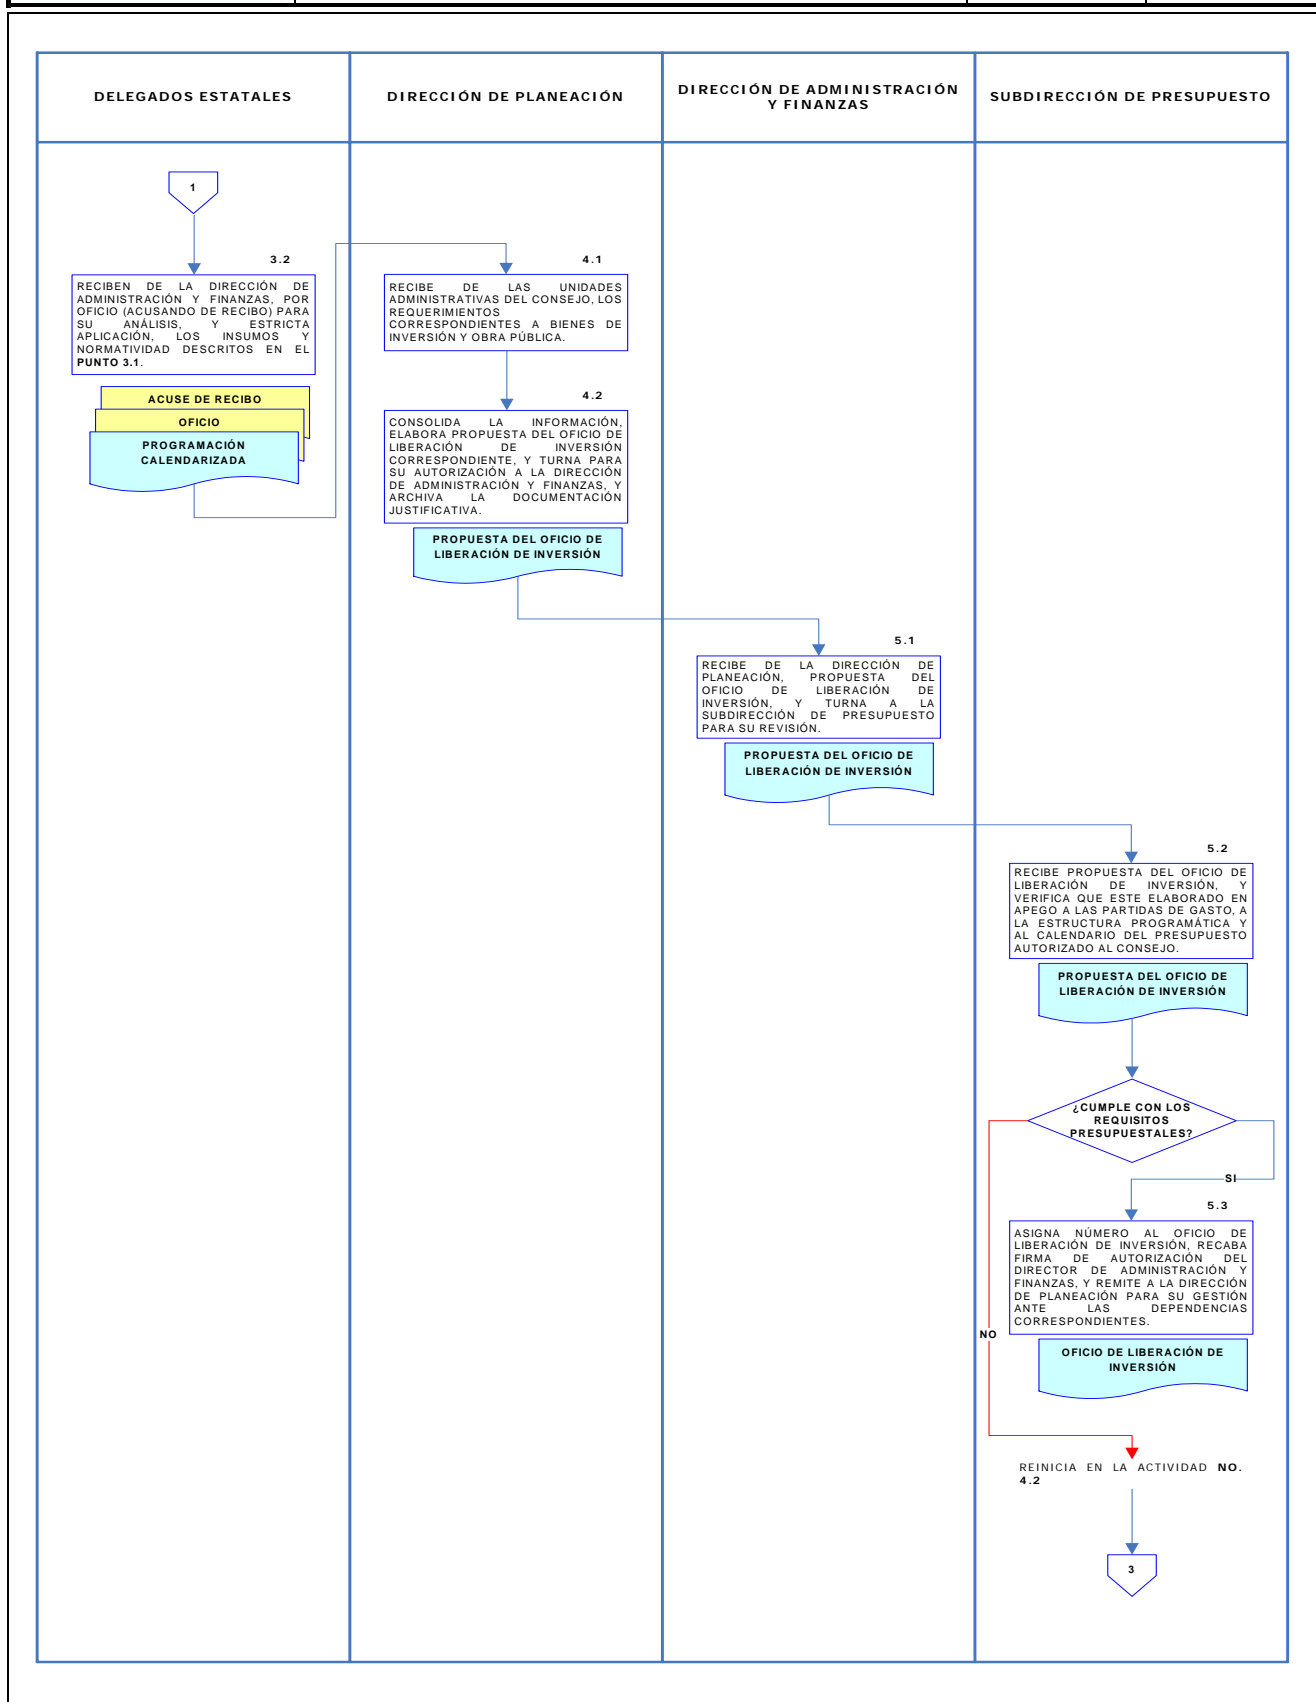 DELEGADOS ESTATALES
DIRECCIÓN DE PLANEACIÓN
DIRECCIÓN DE ADMINISTRACIÓN
Y FINANZAS
SUBDIRECCIÓN DE PRESUPUESTO
1
3.2
RECIBEN DE LA DIRECCIÓN DE
ADMINISTRACIÓN Y FINANZAS, POR
OFICIO (ACUSANDO DE RECIBO) PARA
SU ANÁLISIS, Y ESTRICTA
APLICACIÓN, LOS INSUMOS Y
NORMATIVIDAD DESCRITOS EN EL
PUNTO 3.1.
ACUSE DE RECIBO
OFICIO
PROGRAMACIÓN
CALENDARIZADA
4.1
RECIBE DE LAS UNIDADES
ADMINISTRATIVAS DEL CONSEJO, LOS
REQUERIMIENTOS
CORRESPONDIENTES A BIENES DE
INVERSIÓN Y OBRA PÚBLICA.
4.2
CONSOLIDA LA INFORMACIÓN,
ELABORA PROPUESTA DEL OFICIO DE
LIBERACIÓN DE INVERSIÓN
CORRESPONDIENTE, Y TURNA PARA
SU AUTORIZACIÓN A LA DIRECCIÓN
DE ADMINISTRACIÓN Y FINANZAS, Y
ARCHIVA LA DOCUMENTACIÓN
JUSTIFICATIVA.
PROPUESTA DEL OFICIO DE
LIBERACIÓN DE INVERSIÓN
5.1
RECIBE DE LA DIRECCIÓN DE
PLANEACIÓN, PROPUESTA DEL
OFICIO DE LIBERACIÓN DE
INVERSIÓN, Y TURNA A LA
SUBDIRECCIÓN DE PRESUPUESTO
PARA SU REVISIÓN.
PROPUESTA DEL OFICIO DE
LIBERACIÓN DE INVERSIÓN
5.2
RECIBE PROPUESTA DEL OFICIO DE
LIBERACIÓN DE INVERSIÓN, Y
VERIFICA QUE ESTE ELABORADO EN
APEGO A LAS PARTIDAS DE GASTO, A
LA ESTRUCTURA PROGRAMÁTICA Y
AL CALENDARIO DEL PRESUPUESTO
AUTORIZADO AL CONSEJO.
PROPUESTA DEL OFICIO DE
LIBERACIÓN DE INVERSIÓN
¿CUMPLE CON LOS
REQUISITOS
PRESUPUESTALES?
SI
5.3
ASIGNA NÚMERO AL OFICIO DE
LIBERACIÓN DE INVERSIÓN, RECABA
FIRMA DE AUTORIZACIÓN DEL
DIRECTOR DE ADMINISTRACIÓN Y
FINANZAS, Y REMITE A LA DIRECCIÓN
DE PLANEACIÓN PARA SU GESTIÓN
ANTE LAS DEPENDENCIAS
CORRESPONDIENTES.
NO
OFICIO DE LIBERACIÓN DE
INVERSIÓN
REINICIA EN LA ACTIVIDAD NO.
4.2
3